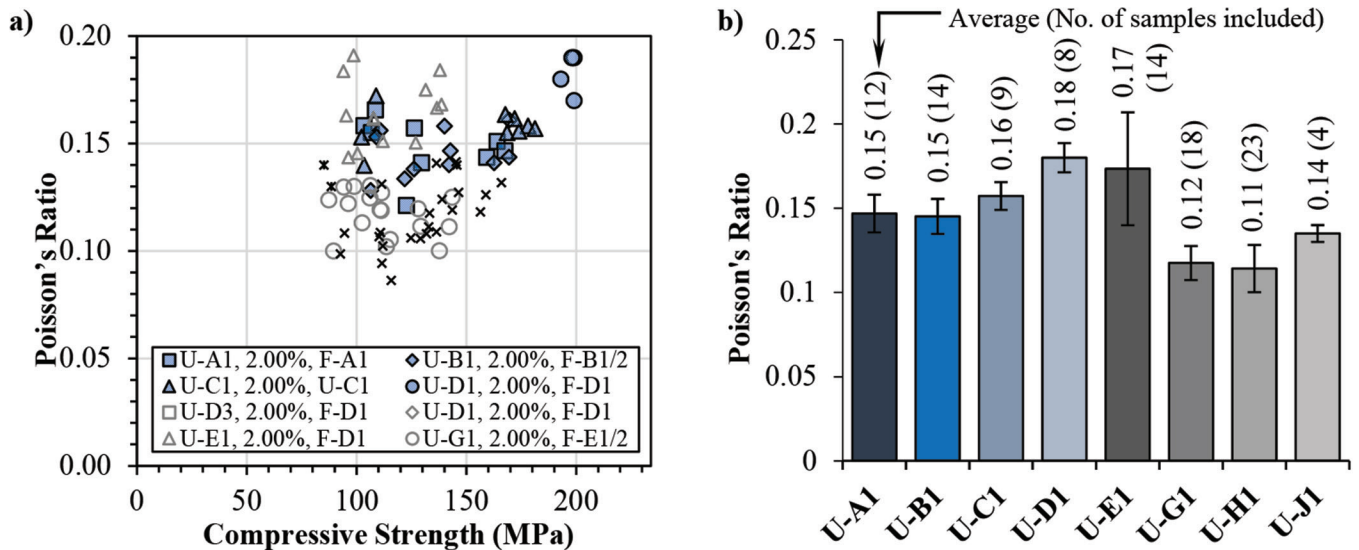 a)
Poisson’s Ratio
0.20
0.15
0.10
0.05
0.00
U-A1, 2.00%, F-A1
U-B1, 2.00%, F-B1/2
U-C1, 2.00%, U-C1
U-D1, 2.00%, F-D1
U-D3, 2.00%, F-D1
U-D1, 2.00%, F-D1
U-E1, 2.00%, F-D1
U-G1, 2.00%, F-E1/2
0 50 100 150 200
Compressive Strength (MPa)
b)
Average (No. of samples included)
Poisson's Ratio
0.25
0.2
0.15
0.1
0.05
0
0.15 (12)
0.15 (14)
0.16 (9)
0.18 (8)
0.17
(14)
0.12 (18)
0.11 (23)
0.14 (4)
U-A1
U-B1
U-C1
U-D1
U-E1
U-G1
U-H1
U-J1